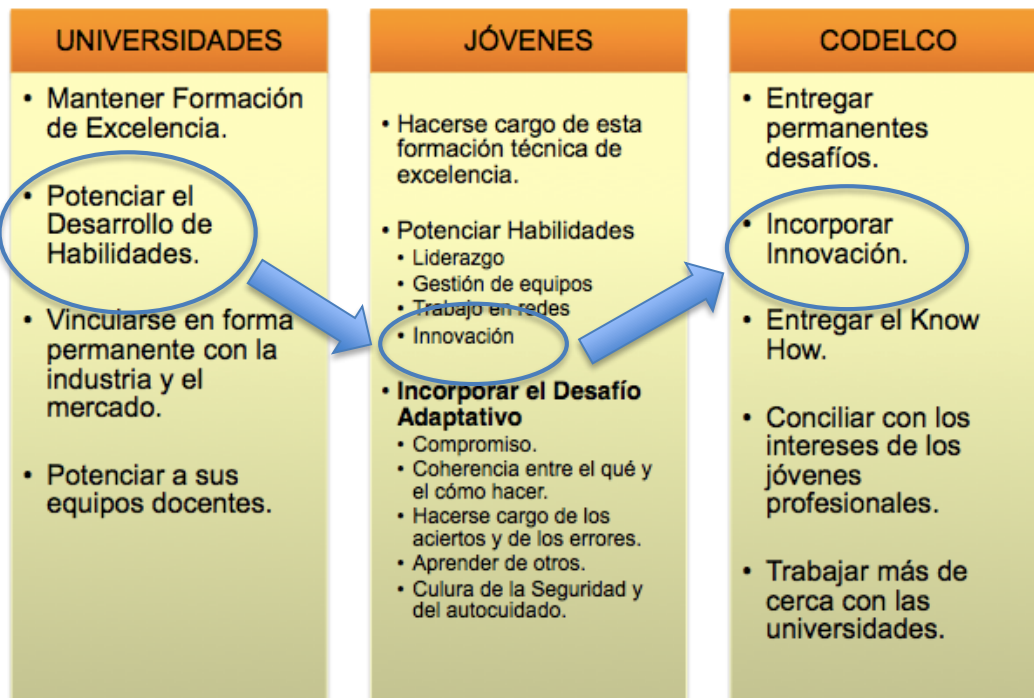 UNIVERSIDADES
• Mantener Formación
de Excelencia.
• Potenciar el
Desarrollo de
Habilidades.
• Vincularse en forma
permanente con la
industria y el
mercado.
• Potenciar a sus
equipos docentes.
JÓVENES
• Hacerse cargo de esta
formación técnica de
excelencia.
• Potenciar Habilidades
• Liderazgo
• Gestión de equipos
• Trabajo en redes
• Innovación
• Incorporar el Desafío
Adaptativo
• Compromiso.
• Coherencia entre el qué y
el cómo hacer.
• Hacerse cargo de los
aciertos y de los errores.
• Aprender de otros.
• Culura de la Seguridad y
del autocuidado.
CODELCO
• Entregar
permanentes
desafíos.
• Incorporar
Innovación.
• Entregar el Know
How.
• Conciliar con los
intereses de los
jóvenes
profesionales.
• Trabajar más de
cerca con las
universidades.